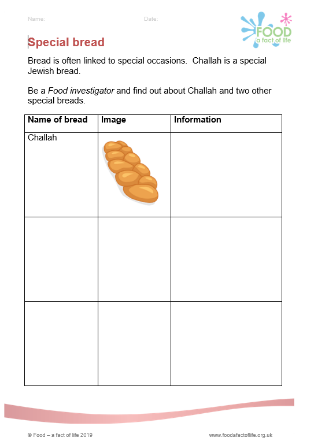 Name:
Date:
FOOD
a fact of life
Special bread
Bread is often linked to special occasions.  Challah is a special
Jewish bread.
Be a Food investigator and find out about Challah and two other
special breads.
Name of bread
Image
Information
Challah
© Food – a fact of life 2019
www.foodafactoflife.org.uk